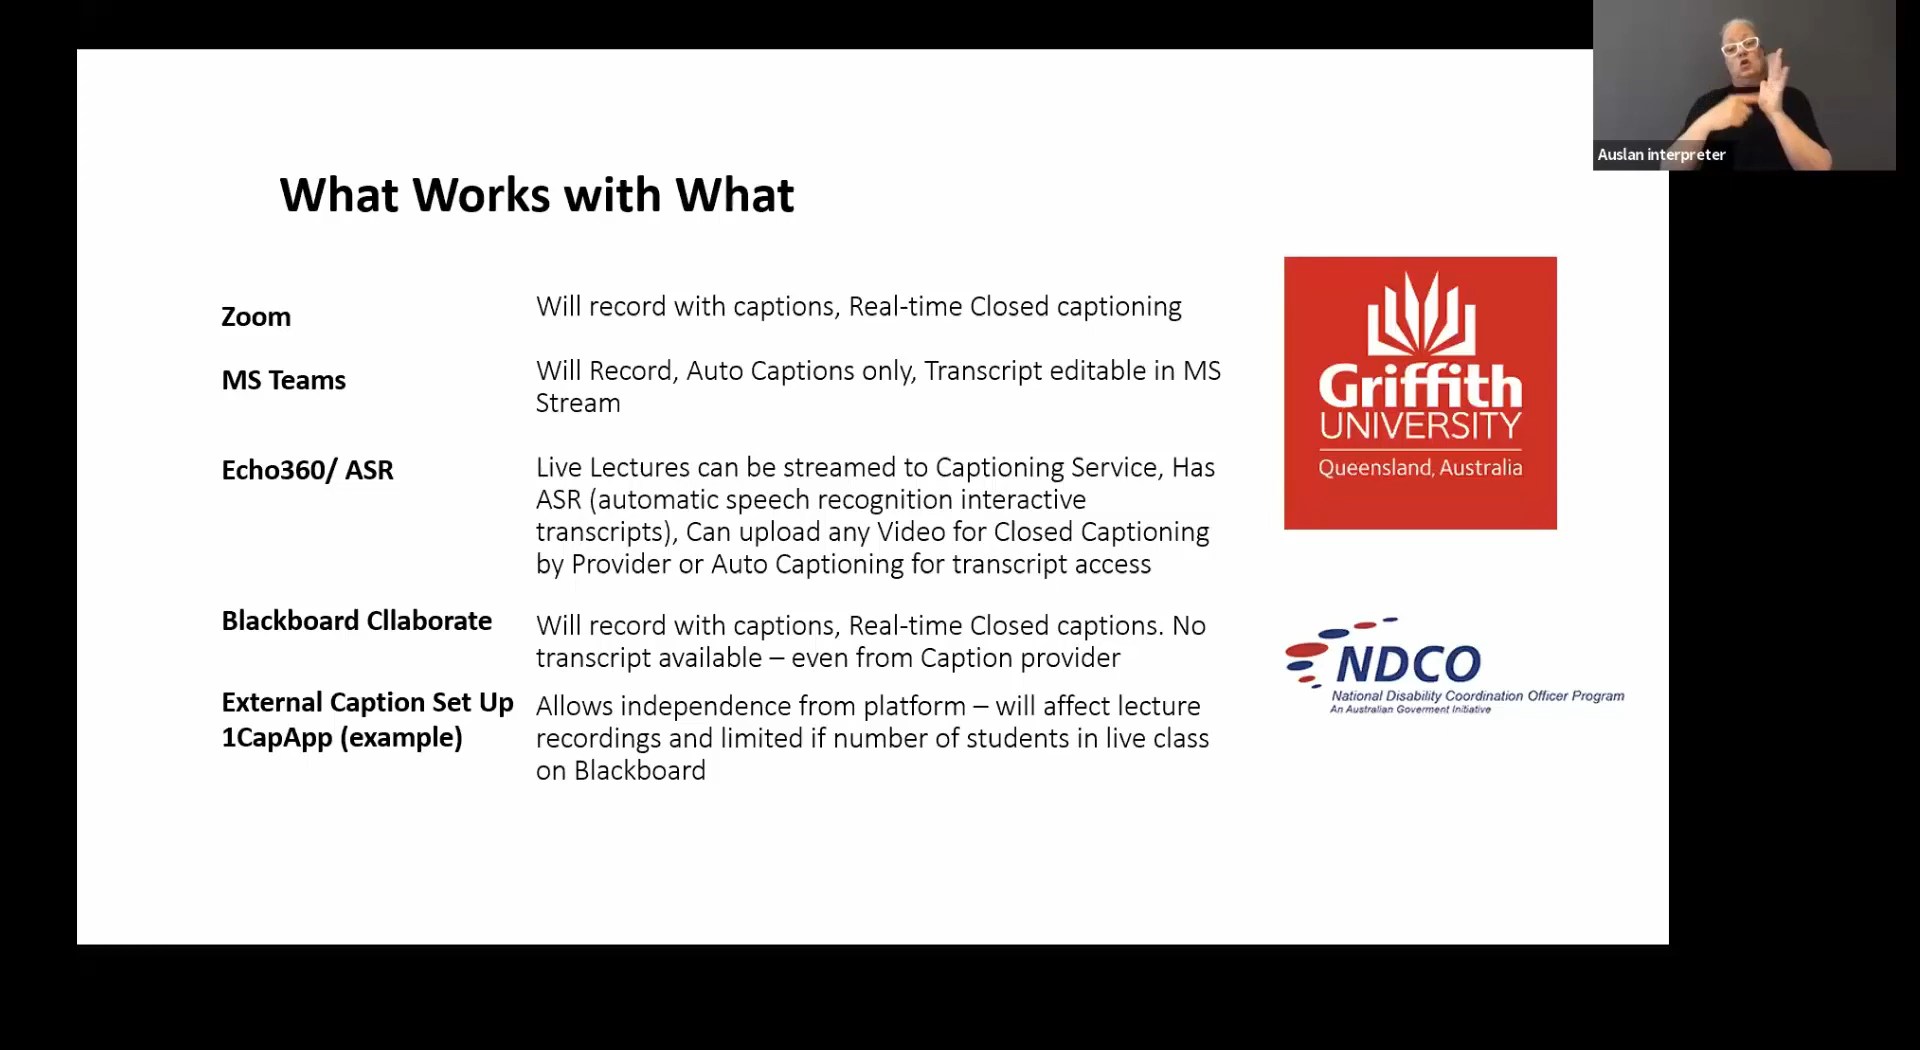 Auslan interpreter
What Works with What
Zoom
Will record with captions, Real-time Closed captioning
MS Teams
Will Record, Auto Captions only, Transcript editable in MS
Stream
Echo360/ ASR
Live Lectures can be streamed to Captioning Service, Has
ASR (automatic speech recognition interactive
transcripts), Can upload any Video for Closed Captioning
by Provider or Auto Captioning for transcript access
Blackboard Cllaborate
Will record with captions, Real-time Closed captions. No
transcript available – even from Caption provider
External Caption Set Up
1CapApp (example)
Allows independence from platform – will affect lecture
recordings and limited if number of students in live class
on Blackboard
Griffith
UNIVERSITY
Queensland, Australia
NDCO
National Disability Coordination Officer Program
An Australian Goverment Initiative